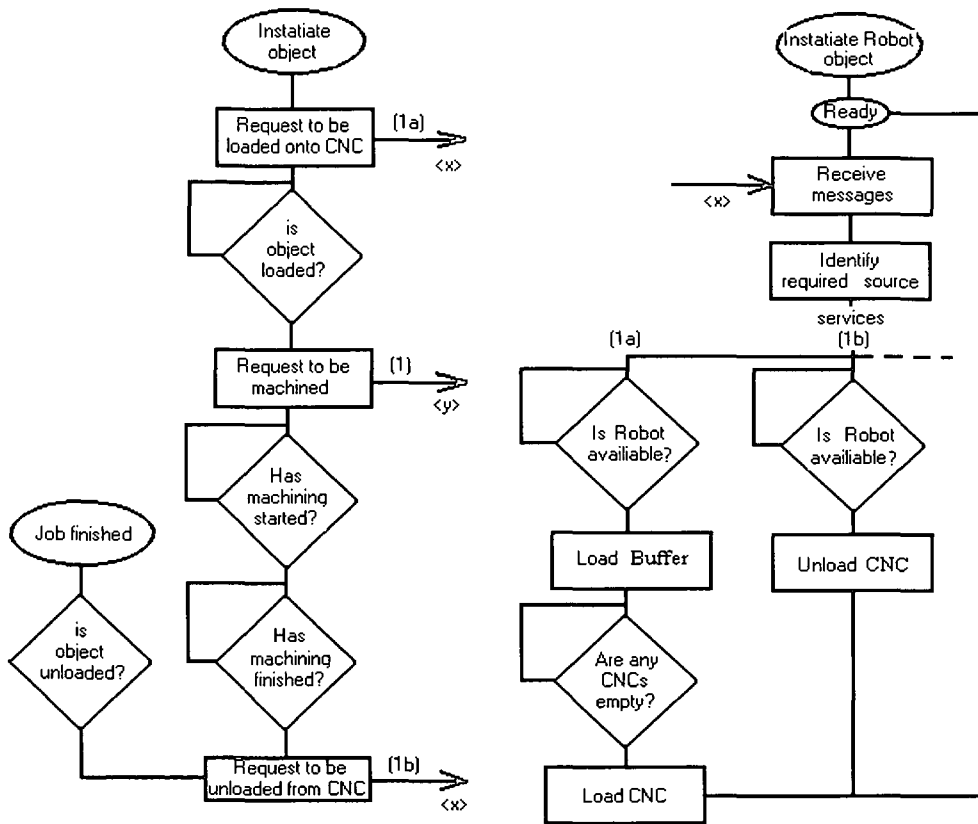 Instatiate
object
Request to be
loaded onto CNC
(1a)
<x>
is
object
loaded?
Request to be
machined
(1)
<y>
Has
machining
started?
Job finished
is
object
unloaded?
Has
machining
finished?
Request to be
unloaded from CNC
(1b)
<x>
Instatiate Robot
object
Ready
<x>
Receive
messages
Identify
required source
services
(1a)
(1b)
Is Robot
availiable?
Is Robot
availiable?
Load Buffer
Unload CNC
Are any
CNCs
empty?
Load CNC